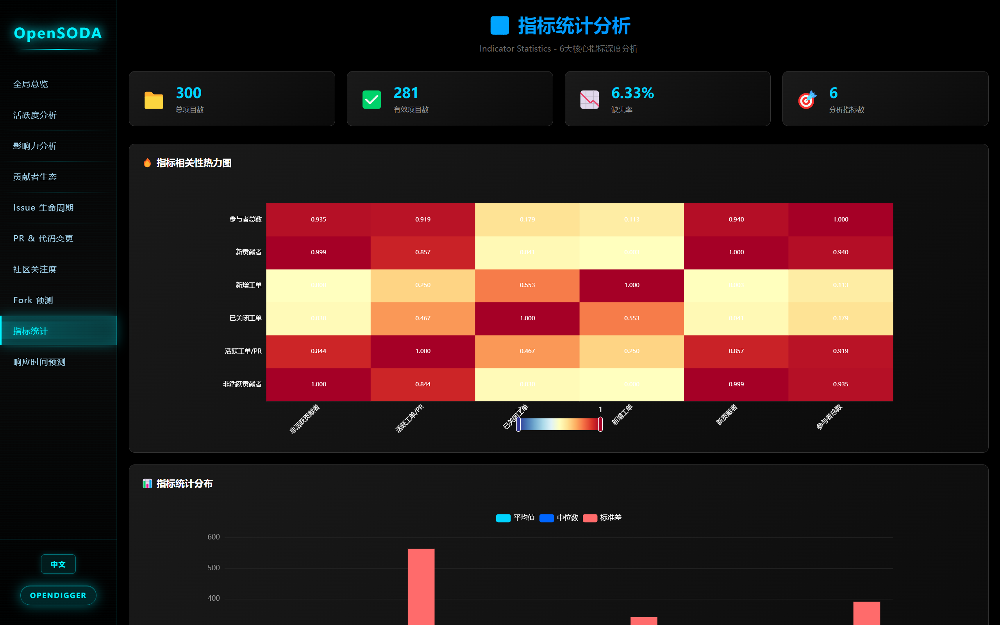 OpenSODA
全局总览
活跃度分析
影响力分析
贡献者生态
Issue 生命周期
PR & 代码变更
社区关注度
Fork 预测
指标统计
响应时间预测
中文
OPENDIGGER
指标统计分析
Indicator Statistics - 6大核心指标深度分析
300
总项目数
281
有效项目数
6.33%
缺失率
6
分析指标数
指标相关性热力图
参与者总数 0.935 0.919 0.179 0.113 0.940 1.000
新贡献者 0.999 0.857 0.041 0.003 1.000 0.940
新增工单 0.000 0.250 0.553 1.000 0.003 0.113
已关闭工单 0.030 0.467 1.000 0.553 0.041 0.179
活跃工单/PR 0.844 1.000 0.467 0.250 0.857 0.919
非活跃贡献者 1.000 0.844 0.030 0.000 0.999 0.935
非活跃贡献者 活跃工单/PR 已关闭工单 新增工单 新贡献者 参与者总数
-1 1
指标统计分布
平均值 中位数 标准差
600
500
400